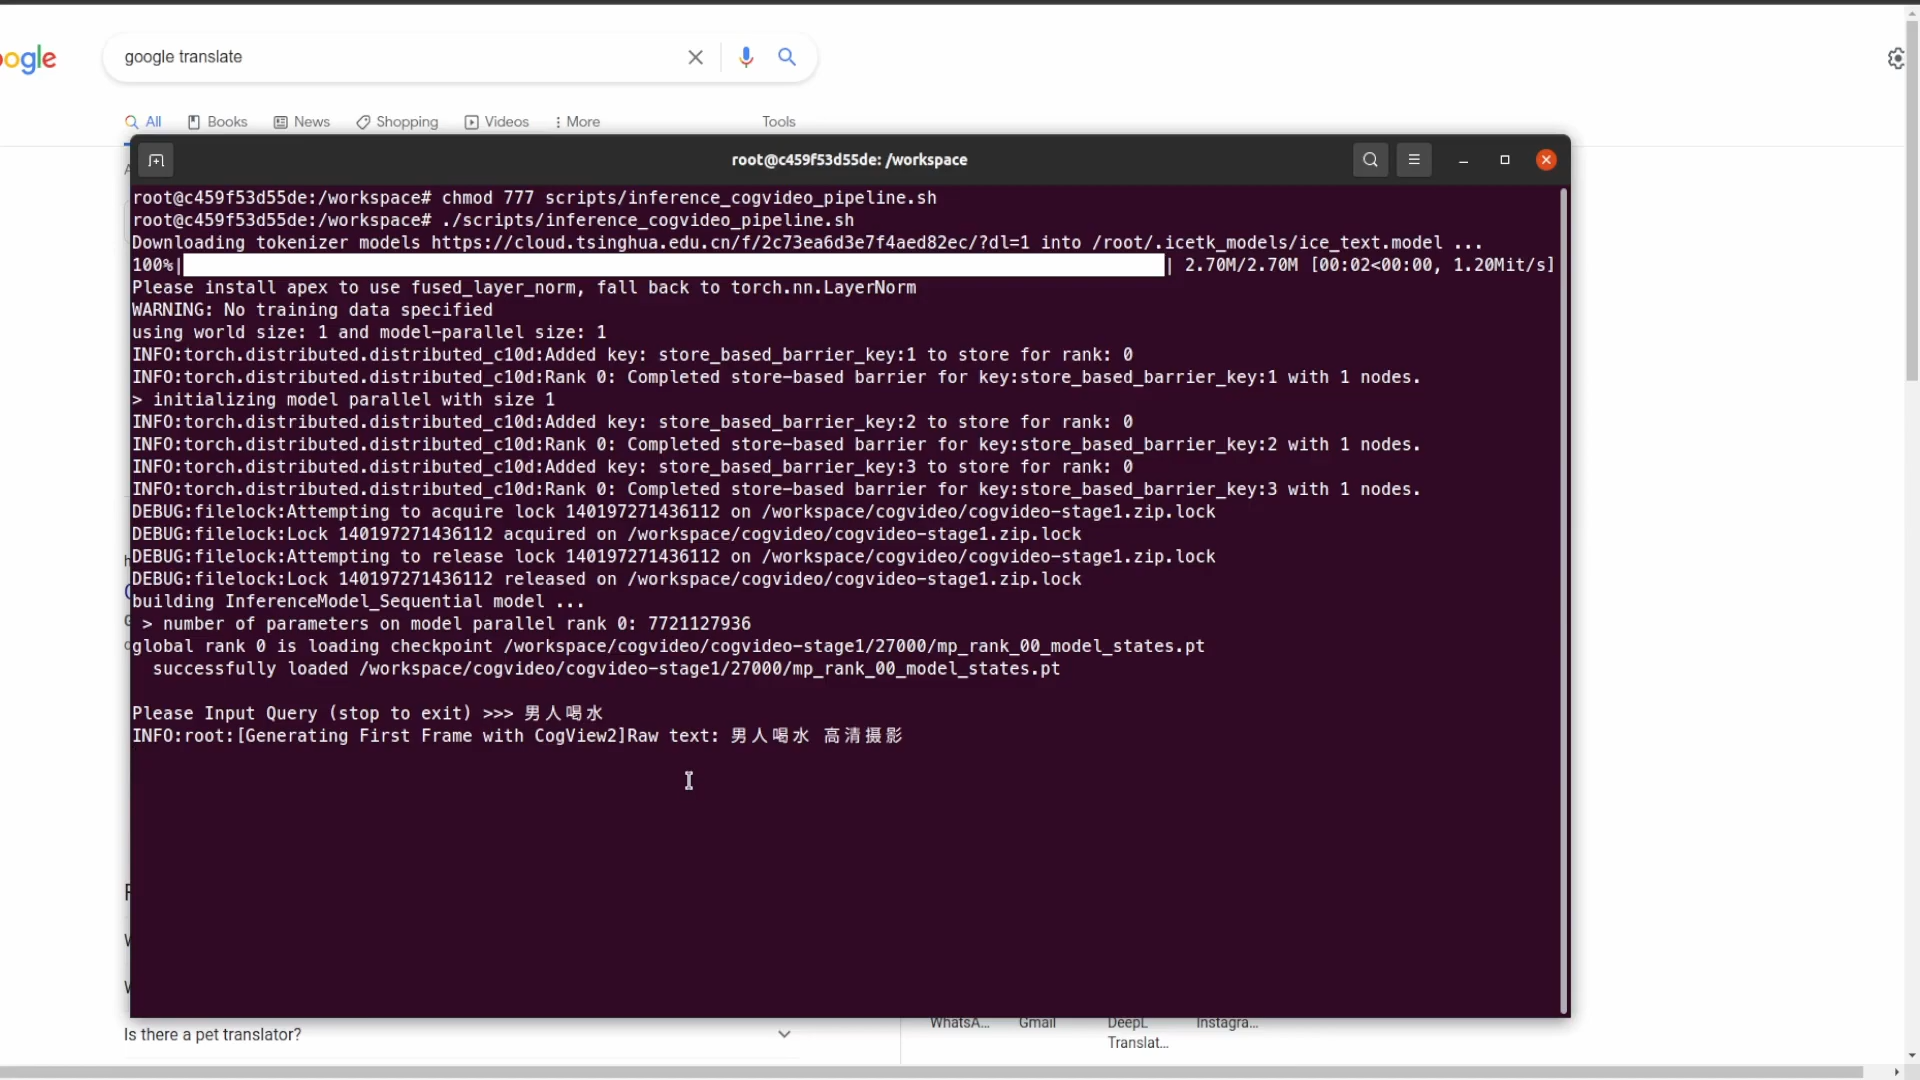 ogle
google translate
All Books News Shopping Videos More Tools
root@c459f53d55de: /workspace
root@c459f53d55de:/workspace# chmod 777 scripts/inference_cogvideo_pipeline.sh
root@c459f53d55de:/workspace# ./scripts/inference_cogvideo_pipeline.sh
Downloading tokenizer models https://cloud.tsinghua.edu.cn/f/2c73ea6d3e7f4aed82ec/?dl=1 into /root/.icetk_models/ice_text.model ...
100%| | 2.70M/2.70M [00:02<00:00, 1.20Mit/s]
Please install apex to use fused_layer_norm, fall back to torch.nn.LayerNorm
WARNING: No training data specified
using world size: 1 and model-parallel size: 1
INFO:torch.distributed.distributed_c10d:Added key: store_based_barrier_key:1 to store for rank: 0
INFO:torch.distributed.distributed_c10d:Rank 0: Completed store-based barrier for key:store_based_barrier_key:1 with 1 nodes.
> initializing model parallel with size 1
INFO:torch.distributed.distributed_c10d:Added key: store_based_barrier_key:2 to store for rank: 0
INFO:torch.distributed.distributed_c10d:Rank 0: Completed store-based barrier for key:store_based_barrier_key:2 with 1 nodes.
INFO:torch.distributed.distributed_c10d:Added key: store_based_barrier_key:3 to store for rank: 0
INFO:torch.distributed.distributed_c10d:Rank 0: Completed store-based barrier for key:store_based_barrier_key:3 with 1 nodes.
DEBUG:filelock:Attempting to acquire lock 140197271436112 on /workspace/cogvideo/cogvideo-stage1.zip.lock
DEBUG:filelock:Lock 140197271436112 acquired on /workspace/cogvideo/cogvideo-stage1.zip.lock
DEBUG:filelock:Attempting to release lock 140197271436112 on /workspace/cogvideo/cogvideo-stage1.zip.lock
DEBUG:filelock:Lock 140197271436112 released on /workspace/cogvideo/cogvideo-stage1.zip.lock
building InferenceModel_Sequential model ...
> number of parameters on model parallel rank 0: 7721127936
global rank 0 is loading checkpoint /workspace/cogvideo/cogvideo-stage1/27000/mp_rank_00_model_states.pt
successfully loaded /workspace/cogvideo/cogvideo-stage1/27000/mp_rank_00_model_states.pt
Please Input Query (stop to exit) >>> 男人喝水
INFO:root:[Generating First Frame with CogView2]Raw text: 男人喝水 高清摄影
WhatsA... Gmail DeepL Instagra...
Translat...
Is there a pet translator?